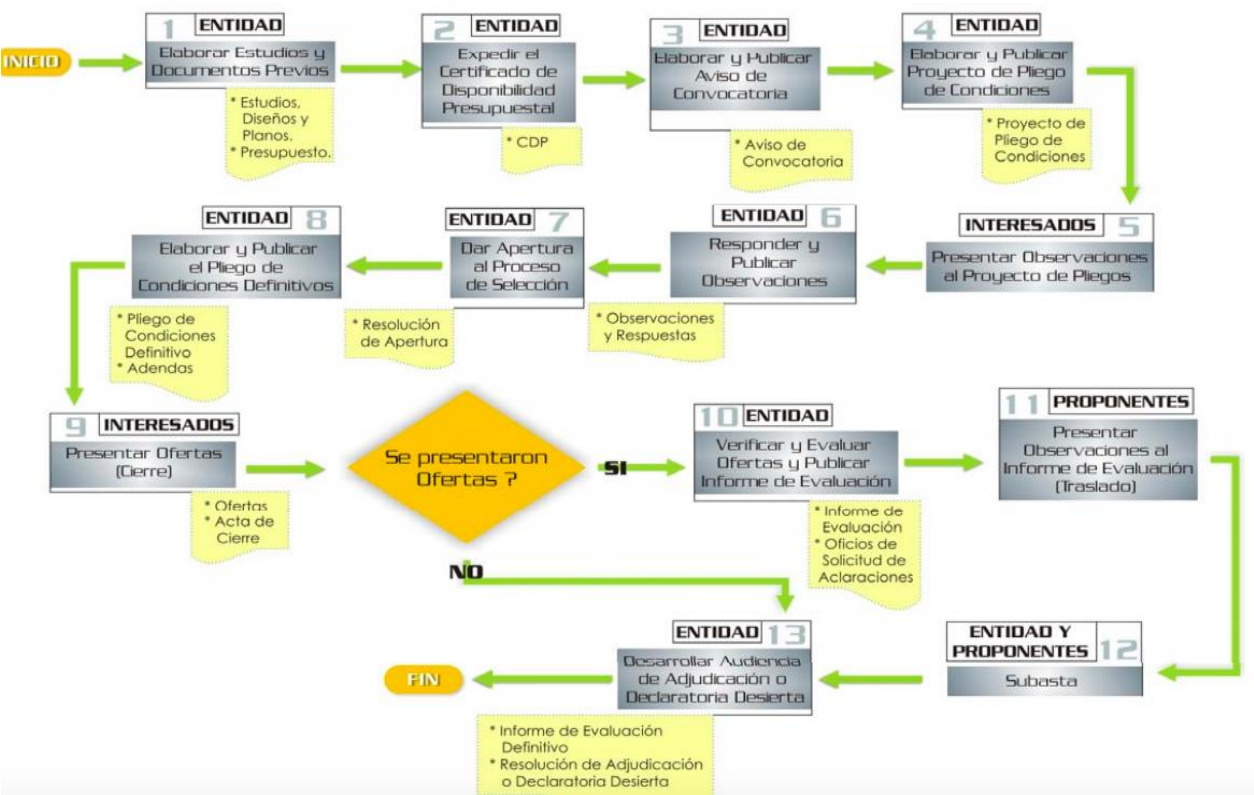 INICIO
1 ENTIDAD
Elaborar Estudios y
Documentos Previos
* Estudios,
Diseños y
Planos.
* Presupuesto.
2 ENTIDAD
Expedir el
Certificado de
Disponibilidad
Presupuestal
* CDP
3 ENTIDAD
Elaborar y Publicar
Aviso de
Convocatoria
* Aviso de
Convocatoria
4 ENTIDAD
Elaborar y Publicar
Proyecto de Pliego
de Condiciones
* Proyecto de
Pliego de
Condiciones
INTERESADOS 5
Presentar Observaciones
al Proyecto de Pliegos
ENTIDAD 6
Responder y
Publicar
Observaciones
* Observaciones
y Respuestas
ENTIDAD 7
Dar Apertura
al Proceso
de Selección
* Resolución
de Apertura
ENTIDAD 8
Elaborar y Publicar
el Pliego de
Condiciones Definitivos
* Pliego de
Condiciones
Definitivo
* Adendas
9 INTERESADOS
Presentar Ofertas
(Cierre)
* Ofertas
* Acta de
Cierre
Se presentaron
Ofertas ?
SI
NO
10 ENTIDAD
Verificar y Evaluar
Ofertas y Publicar
Informe de Evaluación
* Informe de
Evaluación
* Oficios de
Solicitud de
Aclaraciones
11 PROPONENTES
Presentar
Observaciones al
Informe de Evaluación
(Traslado)
ENTIDAD Y
PROPONENTES 12
Subasta
ENTIDAD 13
Desarrollar Audiencia
de Adjudicación o
Declaratoria Desierta
* Informe de Evaluación
Definitivo
* Resolución de Adjudicación
o Declaratoria Desierta
FIN